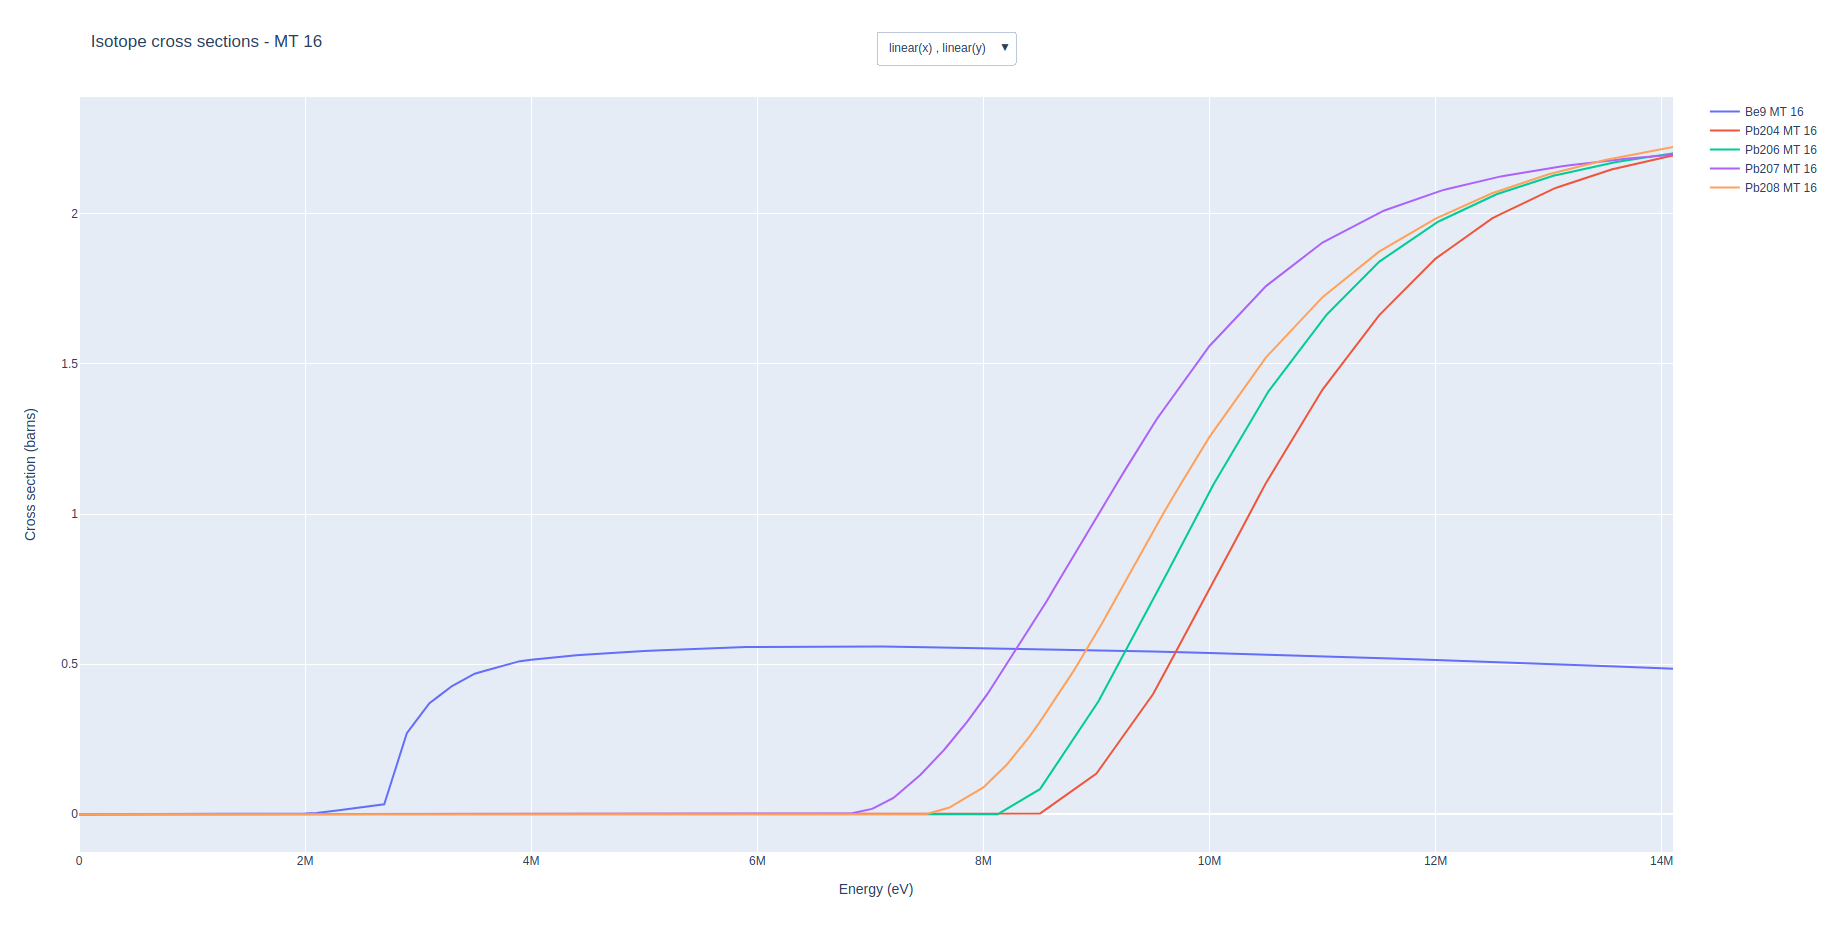 Isotope cross sections - MT 16
linear(x) , linear(y) ▼
Be9 MT 16
Pb204 MT 16
Pb206 MT 16
Pb207 MT 16
Pb208 MT 16
Cross section (barns)
2
1.5
1
0.5
0
0 2M 4M 6M 8M 10M 12M 14M
Energy (eV)